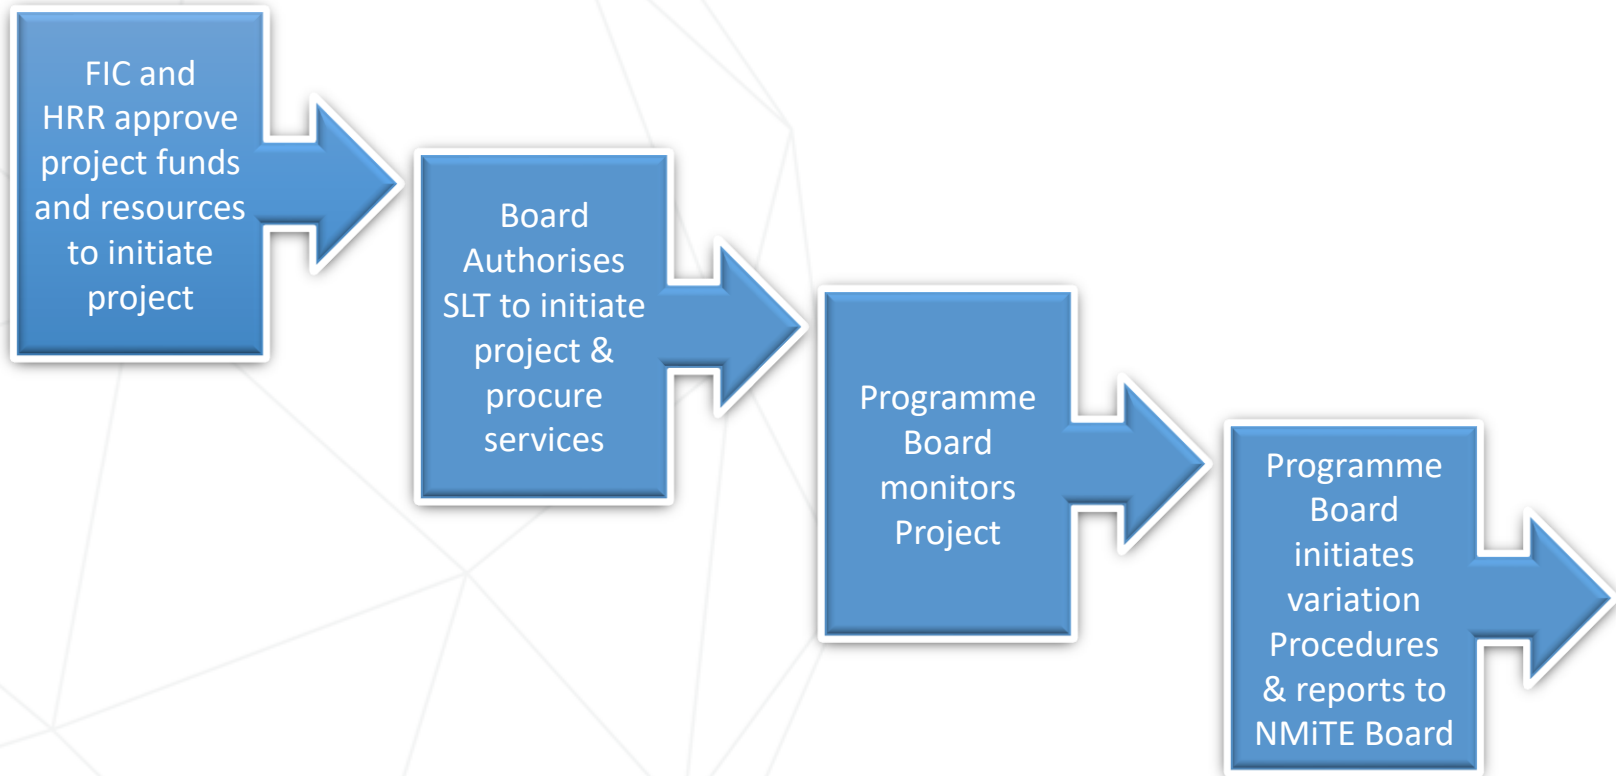 FIC and
HRR approve
project funds
and resources
to initiate
project
Board
Authorises
SLT to initiate
project &
procure
services
Programme
Board
monitors
Project
Programme
Board
initiates
variation
Procedures
& reports to
NMiTE Board